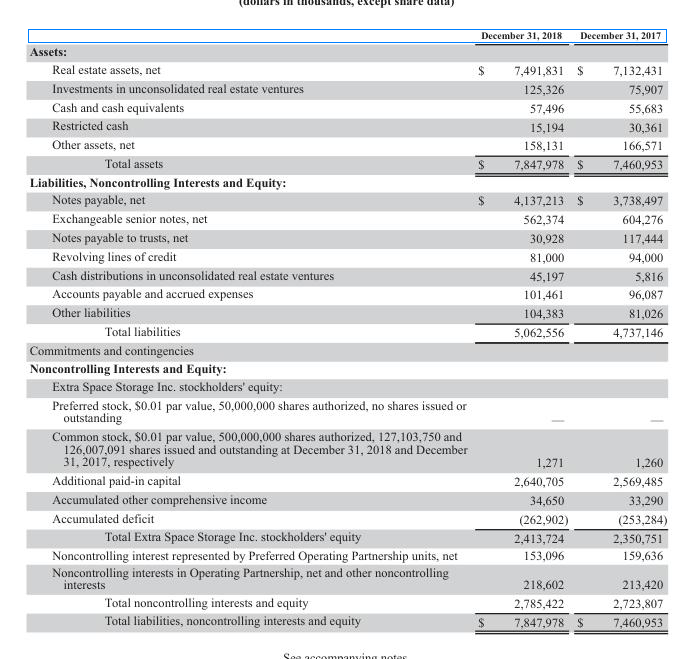 (dollars in thousands, except share data)
December 31, 2018 December 31, 2017
Assets:
Real estate assets, net $ 7,491,831 $ 7,132,431
Investments in unconsolidated real estate ventures 125,326 75,907
Cash and cash equivalents 57,496 55,683
Restricted cash 15,194 30,361
Other assets, net 158,131 166,571
Total assets $ 7,847,978 $ 7,460,953
Liabilities, Noncontrolling Interests and Equity:
Notes payable, net $ 4,137,213 $ 3,738,497
Exchangeable senior notes, net 562,374 604,276
Notes payable to trusts, net 30,928 117,444
Revolving lines of credit 81,000 94,000
Cash distributions in unconsolidated real estate ventures 45,197 5,816
Accounts payable and accrued expenses 101,461 96,087
Other liabilities 104,383 81,026
Total liabilities 5,062,556 4,737,146
Commitments and contingencies
Noncontrolling Interests and Equity:
Extra Space Storage Inc. stockholders' equity:
Preferred stock, $0.01 par value, 50,000,000 shares authorized, no shares issued or
outstanding — —
Common stock, $0.01 par value, 500,000,000 shares authorized, 127,103,750 and
126,007,091 shares issued and outstanding at December 31, 2018 and December
31, 2017, respectively 1,271 1,260
Additional paid-in capital 2,640,705 2,569,485
Accumulated other comprehensive income 34,650 33,290
Accumulated deficit (262,902) (253,284)
Total Extra Space Storage Inc. stockholders' equity 2,413,724 2,350,751
Noncontrolling interest represented by Preferred Operating Partnership units, net 153,096 159,636
Noncontrolling interests in Operating Partnership, net and other noncontrolling
interests 218,602 213,420
Total noncontrolling interests and equity 2,785,422 2,723,807
Total liabilities, noncontrolling interests and equity $ 7,847,978 $ 7,460,953
See accompanying notes